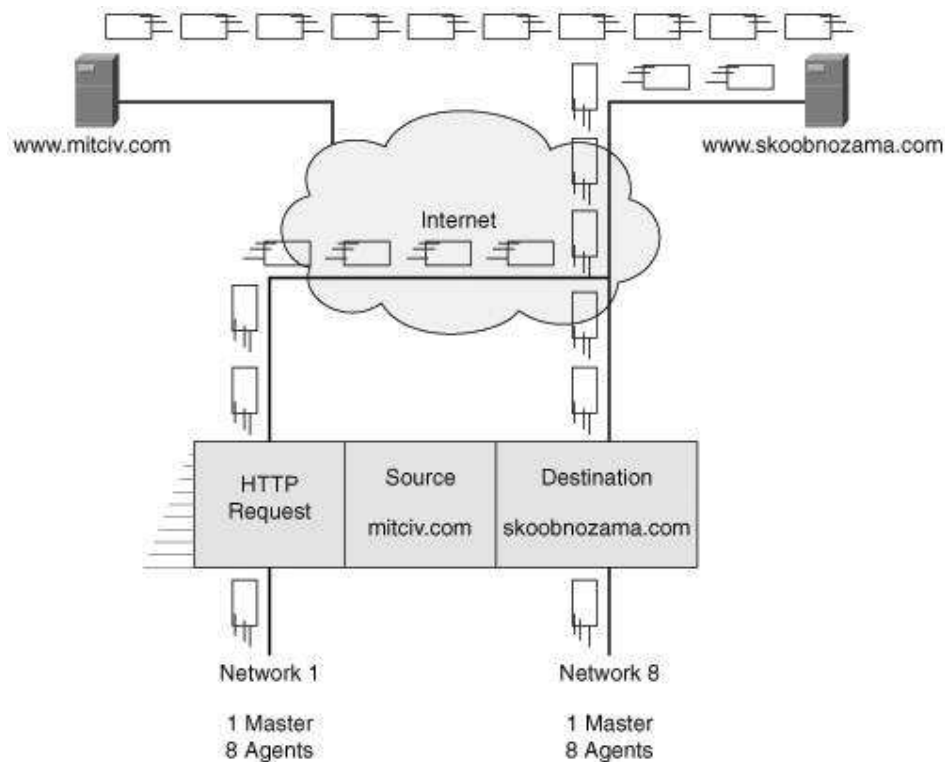 www.mitciv.com
www.skoobnozama.com
Internet
HTTP
Request
Source
mitciv.com
Destination
skoobnozama.com
Network 1
1 Master
8 Agents
Network 8
1 Master
8 Agents